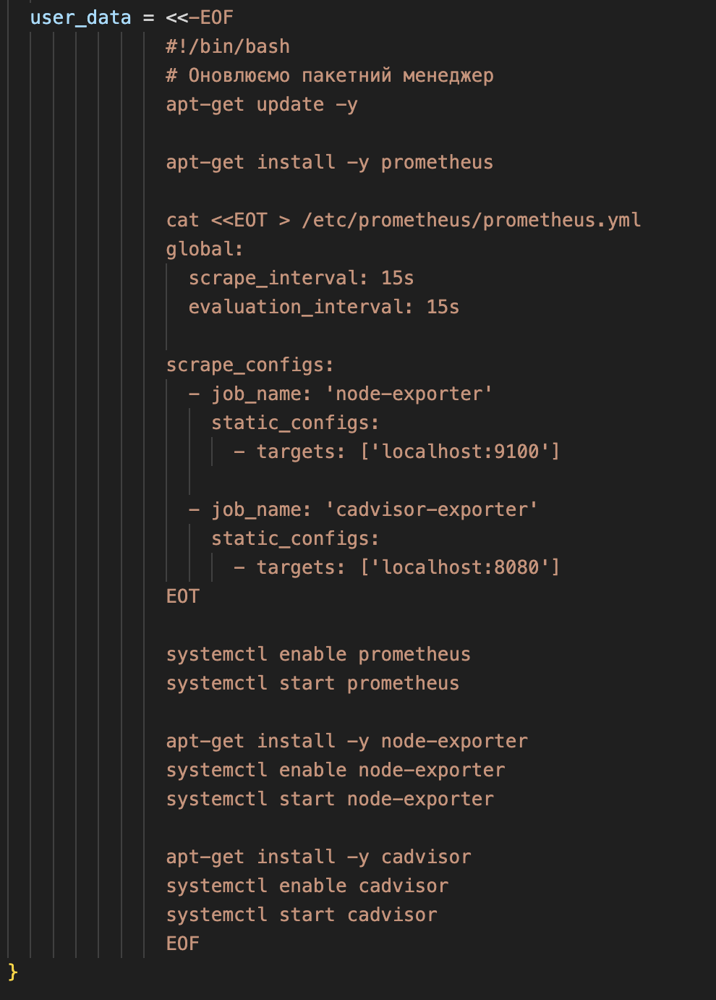 user_data = <<-EOF
#!/bin/bash
# Оновлюємо пакетний менеджер
apt-get update -y
apt-get install -y prometheus
cat <<EOT > /etc/prometheus/prometheus.yml
global:
  scrape_interval: 15s
  evaluation_interval: 15s
scrape_configs:
  - job_name: 'node-exporter'
    static_configs:
      - targets: ['localhost:9100']
  - job_name: 'cadvisor-exporter'
    static_configs:
      - targets: ['localhost:8080']
EOT
systemctl enable prometheus
systemctl start prometheus
apt-get install -y node-exporter
systemctl enable node-exporter
systemctl start node-exporter
apt-get install -y cadvisor
systemctl enable cadvisor
systemctl start cadvisor
EOF
}